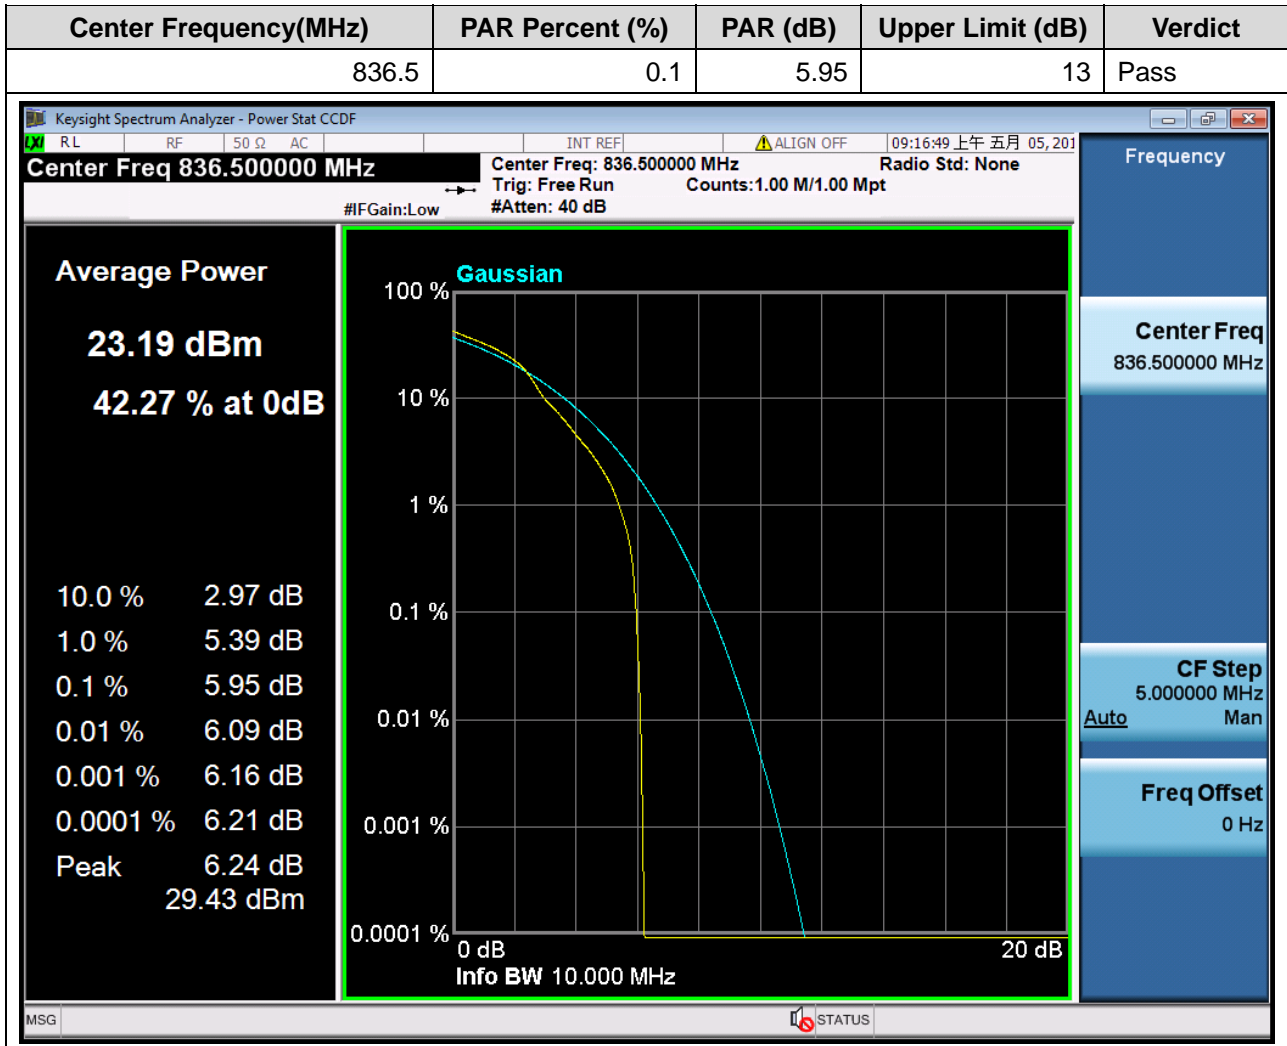 Center Frequency(MHz) PAR Percent (%) PAR (dB) Upper Limit (dB) Verdict
836.5 0.1 5.95 13 Pass
Keysight Spectrum Analyzer - Power Stat CCDF
LXI RL RF 50 Ω AC INT REF ALIGN OFF 09:16:49 上午 五月 05, 201
Center Freq 836.500000 MHz
Center Freq: 836.500000 MHz Radio Std: None
Trig: Free Run Counts:1.00 M/1.00 Mpt
#IFGain:Low #Atten: 40 dB
Frequency
Average Power
23.19 dBm
42.27 % at 0dB
10.0 % 2.97 dB
1.0 % 5.39 dB
0.1 % 5.95 dB
0.01 % 6.09 dB
0.001 % 6.16 dB
0.0001 % 6.21 dB
Peak 6.24 dB
29.43 dBm
Gaussian
100 %
10 %
1 %
0.1 %
0.01 %
0.001 %
0.0001 %
0 dB 20 dB
Info BW 10.000 MHz
Center Freq
836.500000 MHz
CF Step
5.000000 MHz
Auto Man
Freq Offset
0 Hz
MSG STATUS